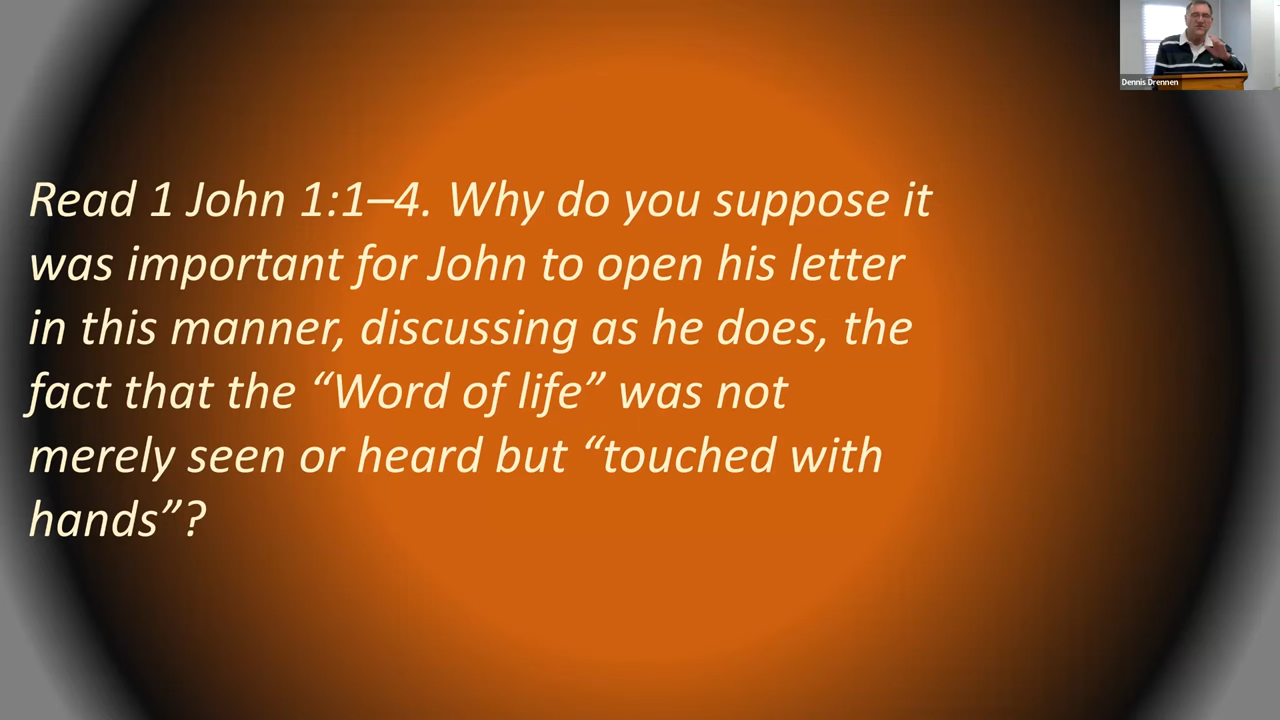 Dennis Drennen
Read 1 John 1:1–4. Why do you suppose it
was important for John to open his letter
in this manner, discussing as he does, the
fact that the “Word of life” was not
merely seen or heard but “touched with
hands”?